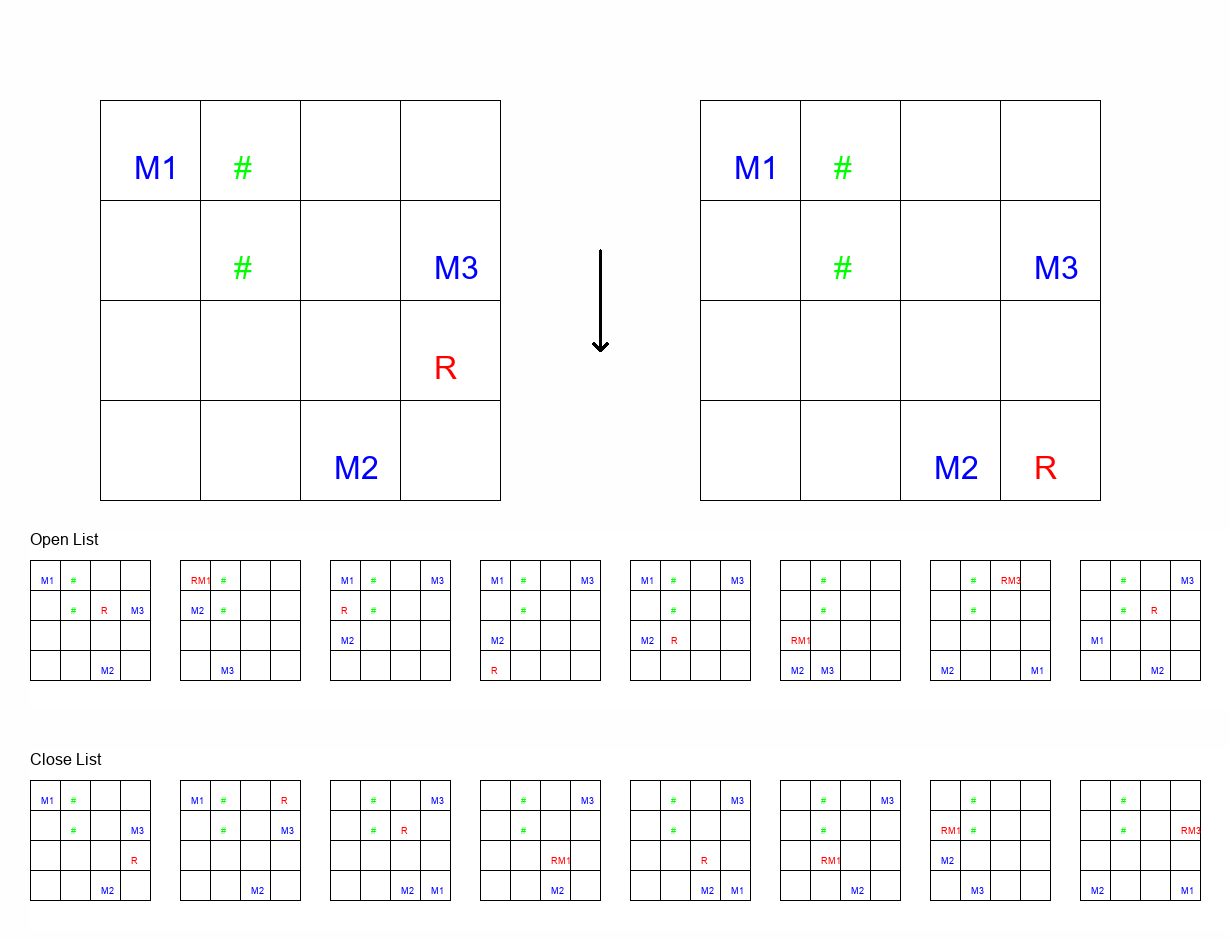 M1 # M1 #
# M3 # M3
R
M2 M2 R
Open List
M1 # RM1 # M1 # M3 M1 # M3 M1 # M3 # # RM3 # M3
# R M3 M2 # R # # # # # # R
M2 M2 M2 R RM1 M1
M2 M3 R M2 M3 M2 M1 M2
Close List
M1 # M1 # R # M3 # M3 # M3 # M3 # #
# M3 # M3 # R # # # RM1 # # RM3
R RM1 R RM1 M2
M2 M2 M2 M1 M2 M2 M1 M2 M3 M2 M1